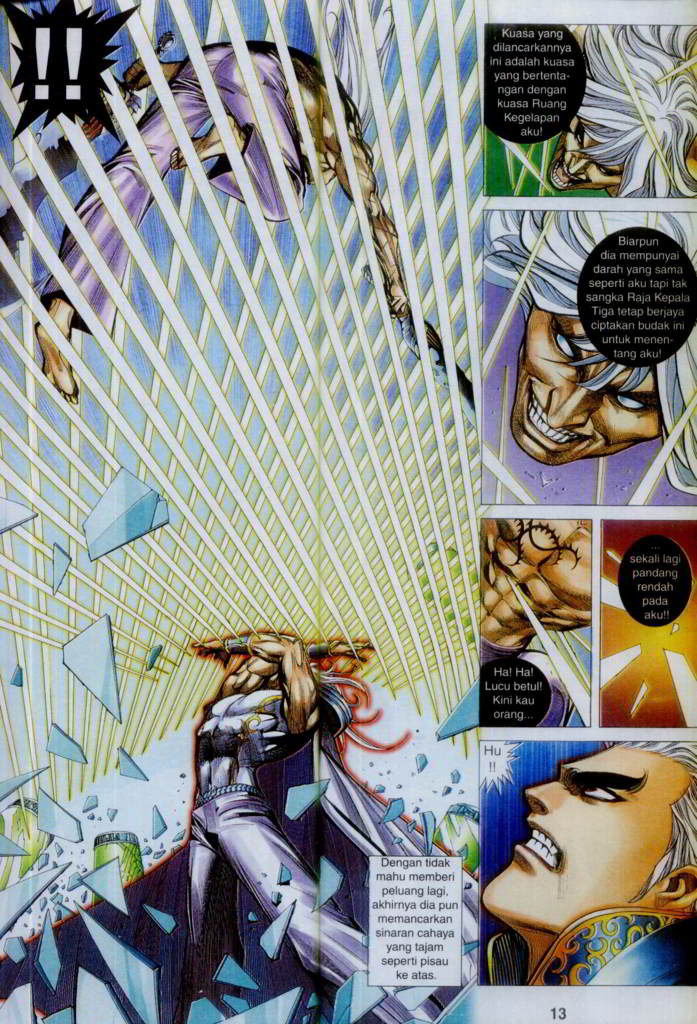 !!
Kuasa yang
dilancarkannya
ini adalah kuasa
yang bertenta-
ngan dengan
kuasa Ruang
Kegelapan
aku!
Biarpun
dia mempunyai
darah yang sama
seperti aku tapi tak
sangka Raja Kepala
Tiga tetap berjaya
ciptakan budak ini
untuk menen-
tang aku!
Ha! Ha!
Lucu betul!
Kini kau
orang...
...
sekali lagi
pandang
rendah
pada
aku!!
Hu
!!
Dengan tidak
mahu memberi
peluang lagi,
akhirnya dia pun
memancarkan
sinaran cahaya
yang tajam
seperti pisau
ke atas.
13